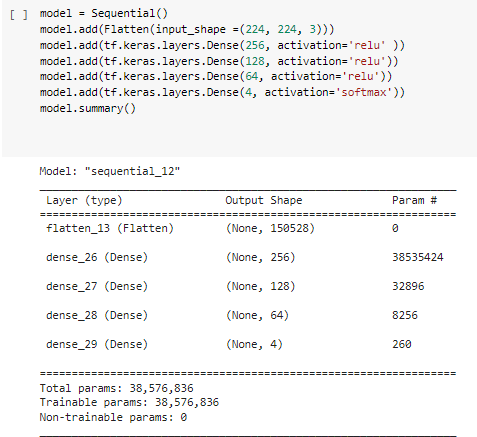 [ ] model = Sequential()
model.add(Flatten(input_shape =(224, 224, 3)))
model.add(tf.keras.layers.Dense(256, activation='relu' ))
model.add(tf.keras.layers.Dense(128, activation='relu'))
model.add(tf.keras.layers.Dense(64, activation='relu'))
model.add(tf.keras.layers.Dense(4, activation='softmax'))
model.summary()
Model: "sequential_12"
_________________________________________________________________
Layer (type) Output Shape Param #
=================================================================
flatten_13 (Flatten) (None, 150528) 0
dense_26 (Dense) (None, 256) 38535424
dense_27 (Dense) (None, 128) 32896
dense_28 (Dense) (None, 64) 8256
dense_29 (Dense) (None, 4) 260
=================================================================
Total params: 38,576,836
Trainable params: 38,576,836
Non-trainable params: 0
_________________________________________________________________